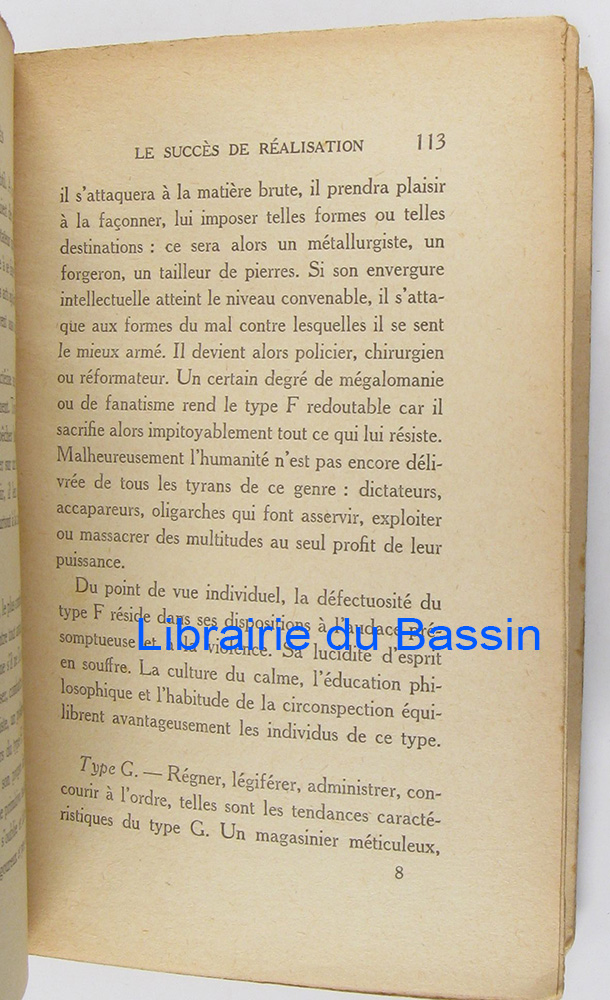 LE SUCCÈS DE RÉALISATION 113
il s'attaquera à la matière brute, il prendra plaisir
à la façonner, lui imposer telles formes ou telles
destinations : ce sera alors un métallurgiste, un
forgeron, un tailleur de pierres. Si son envergure
intellectuelle atteint le niveau convenable, il s'atta-
que aux formes du mal contre lesquelles il se sent
le mieux armé. Il devient alors policier, chirurgien
ou réformateur. Un certain degré de mégalomanie
ou de fanatisme rend le type F redoutable car il
sacrifie alors impitoyablement tout ce qui lui résiste.
Malheureusement l'humanité n'est pas encore déli-
vrée de tous les tyrans de ce genre : dictateurs,
accapareurs, oligarches qui font asservir, exploiter
ou massacrer des multitudes au seul profit de leur
puissance.
Du point de vue individuel, la défectuosité du
type F réside dans ses dispositions à l'audace pré-
somptueuse et à la violence. Sa lucidité d'esprit
en souffre. La culture du calme, l'éducation phi-
losophique et l'habitude de la circonspection équi-
librent avantageusement les individus de ce type.
Type G. — Régner, légiférer, administrer, con-
courir à l'ordre, telles sont les tendances caracté-
ristiques du type G. Un magasinier méticuleux,
8
Librairie du Bassin